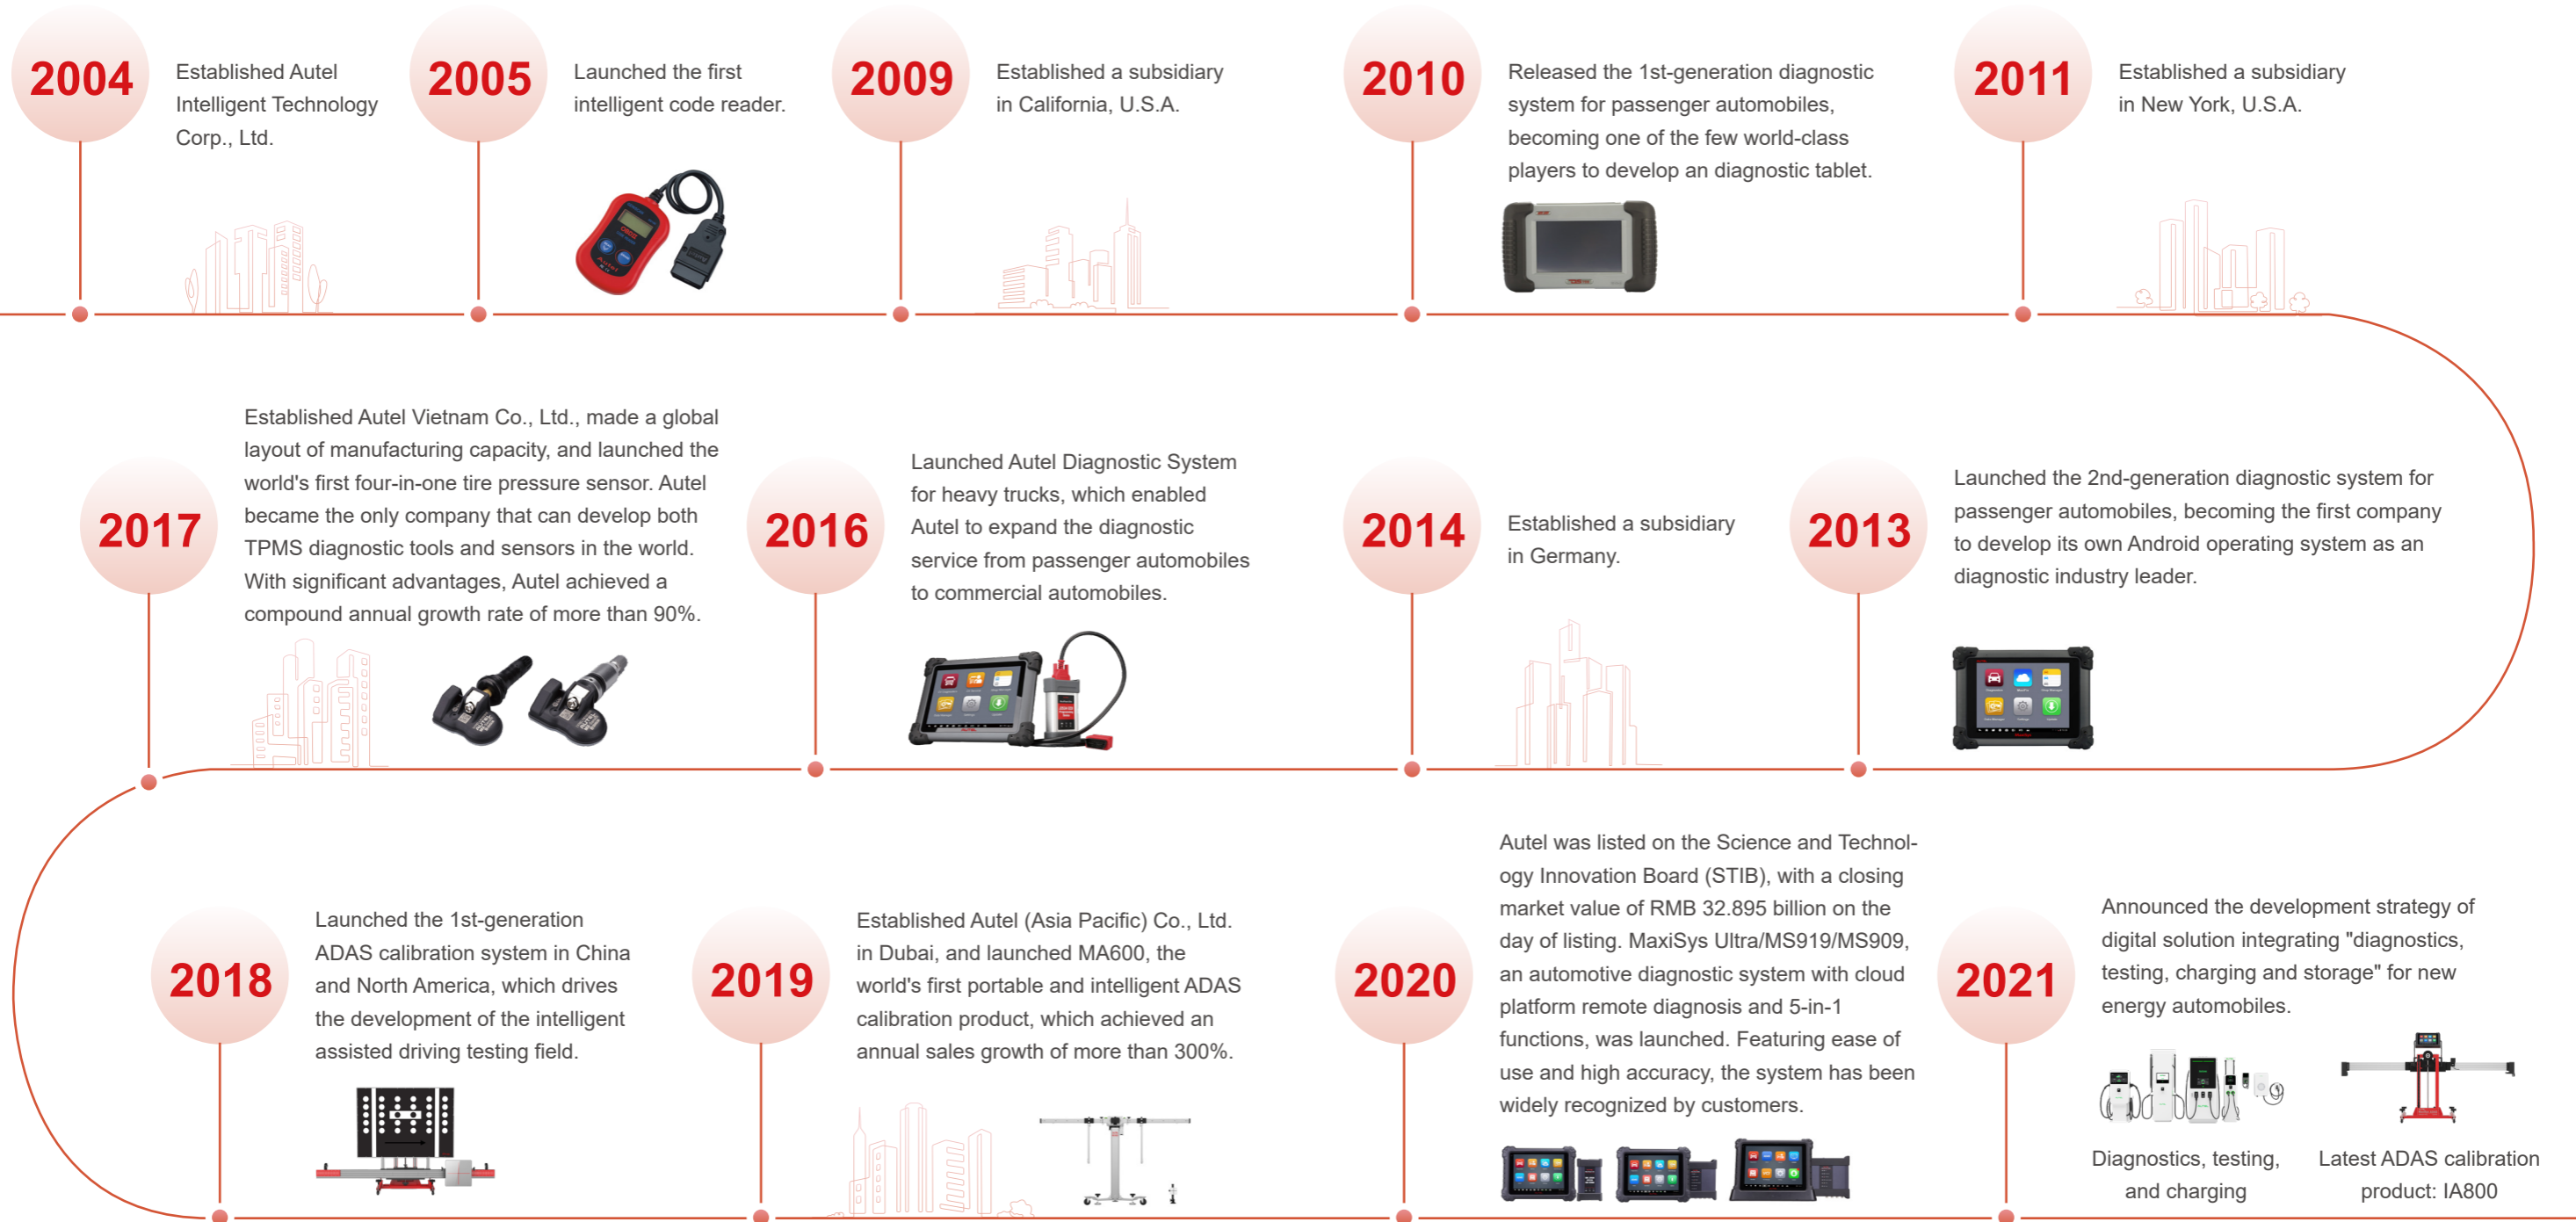 2004
Established Autel
Intelligent Technology
Corp., Ltd.
2005
Launched the first
intelligent code reader.
2009
Established a subsidiary
in California, U.S.A.
2010
Released the 1st-generation diagnostic
system for passenger automobiles,
becoming one of the few world-class
players to develop an diagnostic tablet.
2011
Established a subsidiary
in New York, U.S.A.
2013
Launched the 2nd-generation diagnostic system for
passenger automobiles, becoming the first company
to develop its own Android operating system as an
diagnostic industry leader.
2014
Established a subsidiary
in Germany.
2016
Launched Autel Diagnostic System
for heavy trucks, which enabled
Autel to expand the diagnostic
service from passenger automobiles
to commercial automobiles.
2017
Established Autel Vietnam Co., Ltd., made a global
layout of manufacturing capacity, and launched the
world's first four-in-one tire pressure sensor. Autel
became the only company that can develop both
TPMS diagnostic tools and sensors in the world.
With significant advantages, Autel achieved a
compound annual growth rate of more than 90%.
2018
Launched the 1st-generation
ADAS calibration system in China
and North America, which drives
the development of the intelligent
assisted driving testing field.
2019
Established Autel (Asia Pacific) Co., Ltd.
in Dubai, and launched MA600, the
world's first portable and intelligent ADAS
calibration product, which achieved an
annual sales growth of more than 300%.
2020
Autel was listed on the Science and Technol-
ogy Innovation Board (STIB), with a closing
market value of RMB 32.895 billion on the
day of listing. MaxiSys Ultra/MS919/MS909,
an automotive diagnostic system with cloud
platform remote diagnosis and 5-in-1
functions, was launched. Featuring ease of
use and high accuracy, the system has been
widely recognized by customers.
2021
Announced the development strategy of
digital solution integrating "diagnostics,
testing, charging and storage" for new
energy automobiles.
Diagnostics, testing,
and charging
Latest ADAS calibration
product: IA800